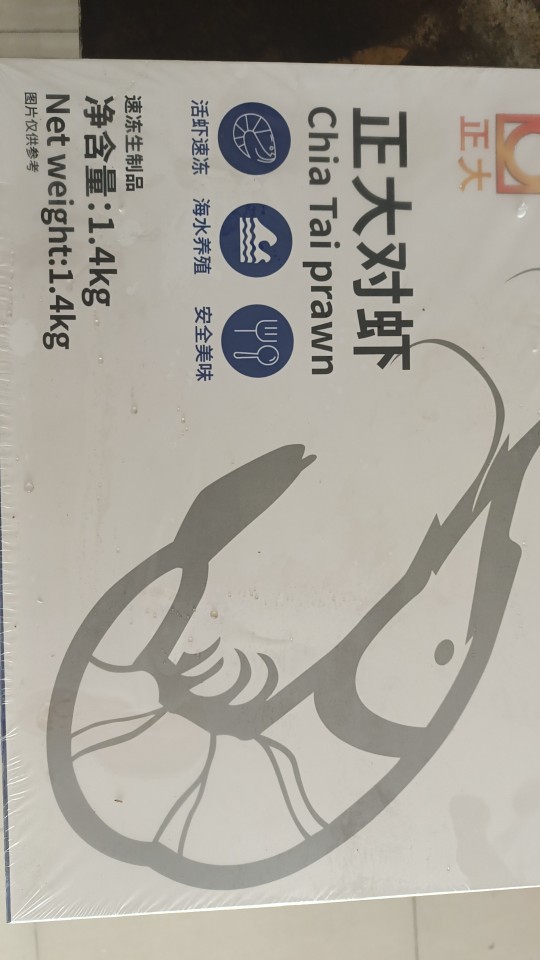 正大
正大对虾
Chia Tai prawn
活虾速冻
海水养殖
安全美味
速冻生制品
净含量:1.4kg
Net weight:1.4kg
图片仅供参考